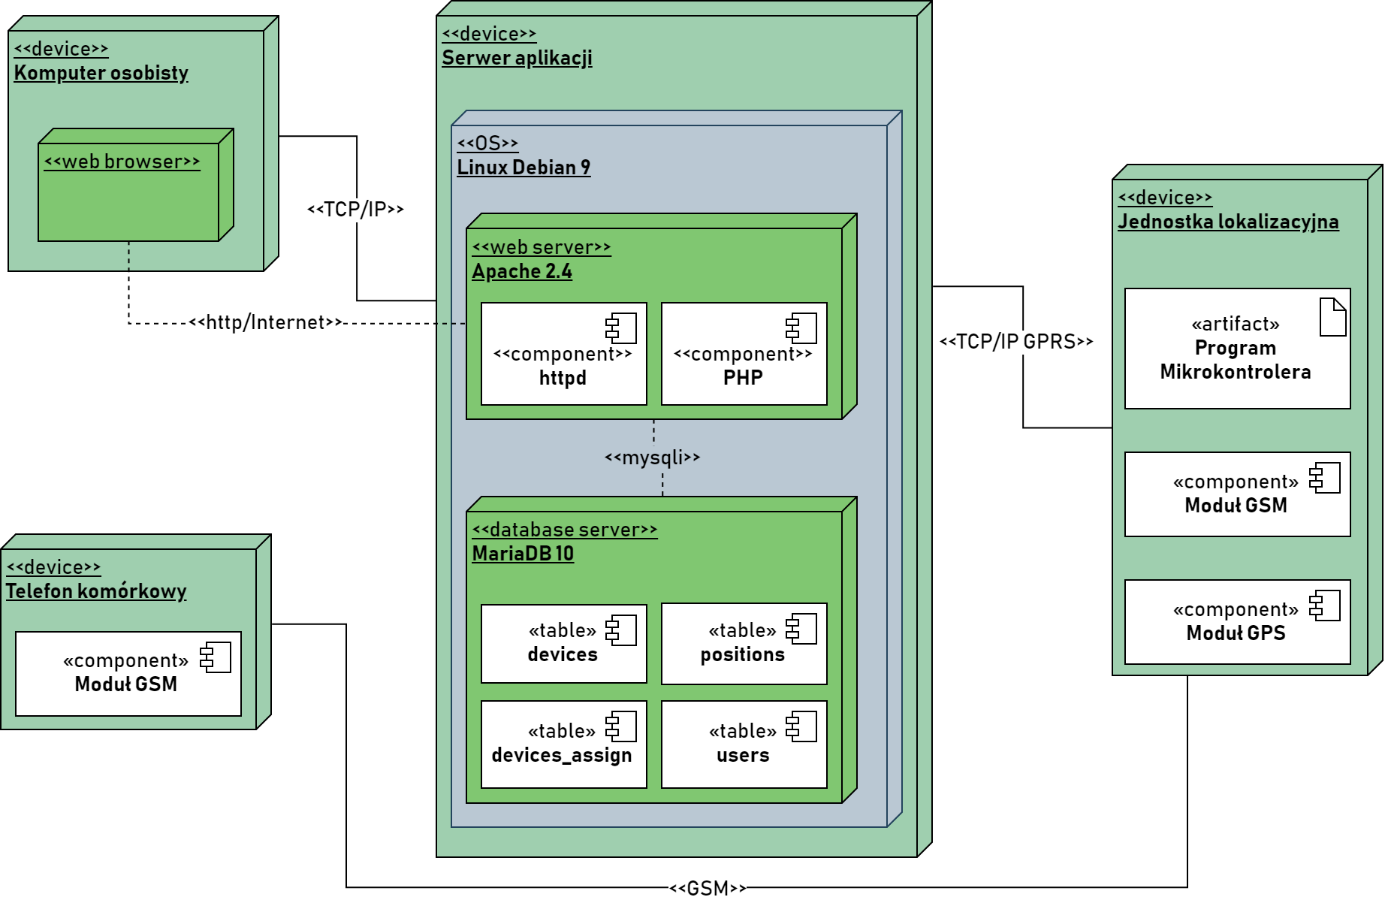 <<device>>
Komputer osobisty
<<web browser>>
<<TCP/IP>>
<<http/Internet>>
<<device>>
Serwer aplikacji
<<OS>>
Linux Debian 9
<<web server>>
Apache 2.4
<<component>>
httpd
<<component>>
PHP
<<mysqli>>
<<database server>>
MariaDB 10
«table»
devices
«table»
positions
«table»
devices_assign
«table»
users
<<TCP/IP GPRS>>
<<device>>
Jednostka lokalizacyjna
«artifact»
Program
Mikrokontrolera
«component»
Moduł GSM
«component»
Moduł GPS
<<device>>
Telefon komórkowy
«component»
Moduł GSM
<<GSM>>